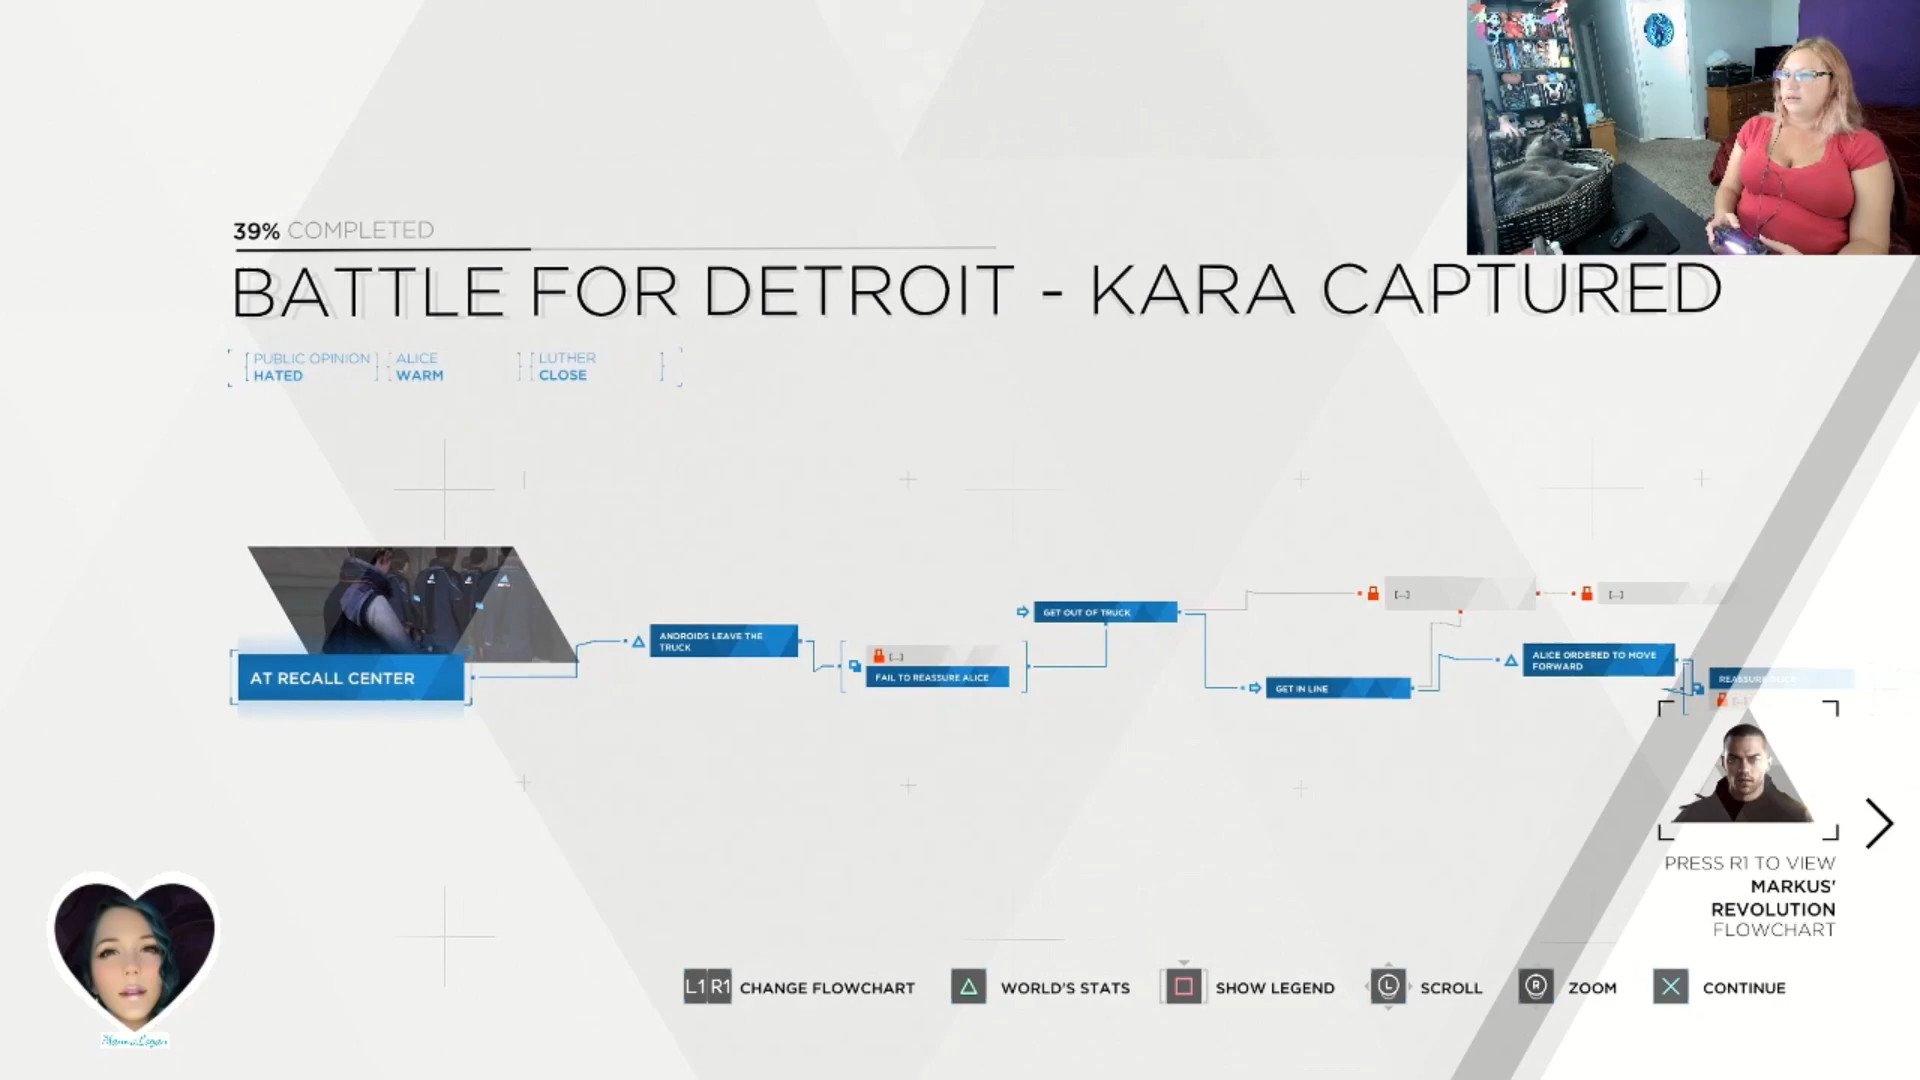 39% COMPLETED
BATTLE FOR DETROIT - KARA CAPTURED
PUBLIC OPINION
HATED
ALICE
WARM
LUTHER
CLOSE
AT RECALL CENTER
ANDROIDS LEAVE THE
TRUCK
[...]
FAIL TO REASSURE ALICE
GET OUT OF TRUCK
GET IN LINE
[...]
[...]
ALICE ORDERED TO MOVE
FORWARD
REASSURE ALICE
PRESS R1 TO VIEW
MARKUS'
REVOLUTION
FLOWCHART
L1 R1 CHANGE FLOWCHART
WORLD'S STATS
SHOW LEGEND
L SCROLL
R ZOOM
CONTINUE